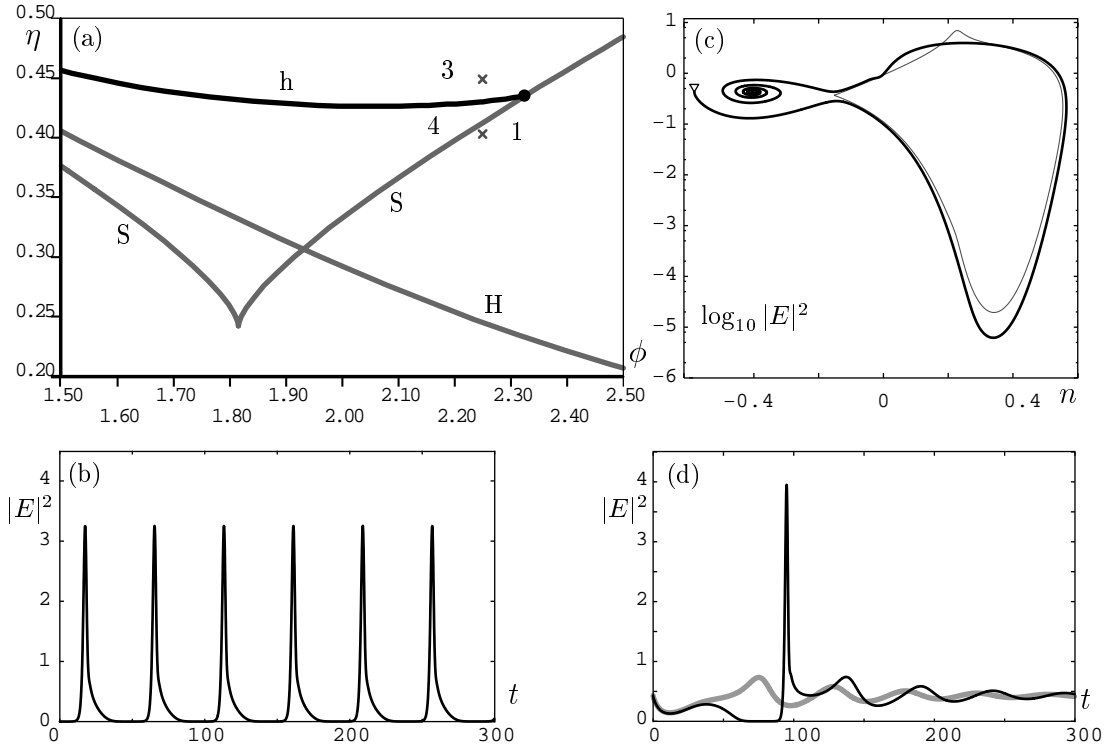 (a)
η
0.50
0.45
0.40
0.35
0.30
0.25
0.20
h
3
4
1
S
S
H
φ
1.50 1.70 1.90 2.10 2.30 2.50
1.60 1.80 2.00 2.20 2.40
(c)
1
0
−1
−2
−3
−4
−5
−6
log₁₀ |E|²
−0.4 0 0.4 n
(b)
|E|²
4
3
2
1
0
t
0 100 200 300
(d)
|E|²
4
3
2
1
0
t
0 100 200 300